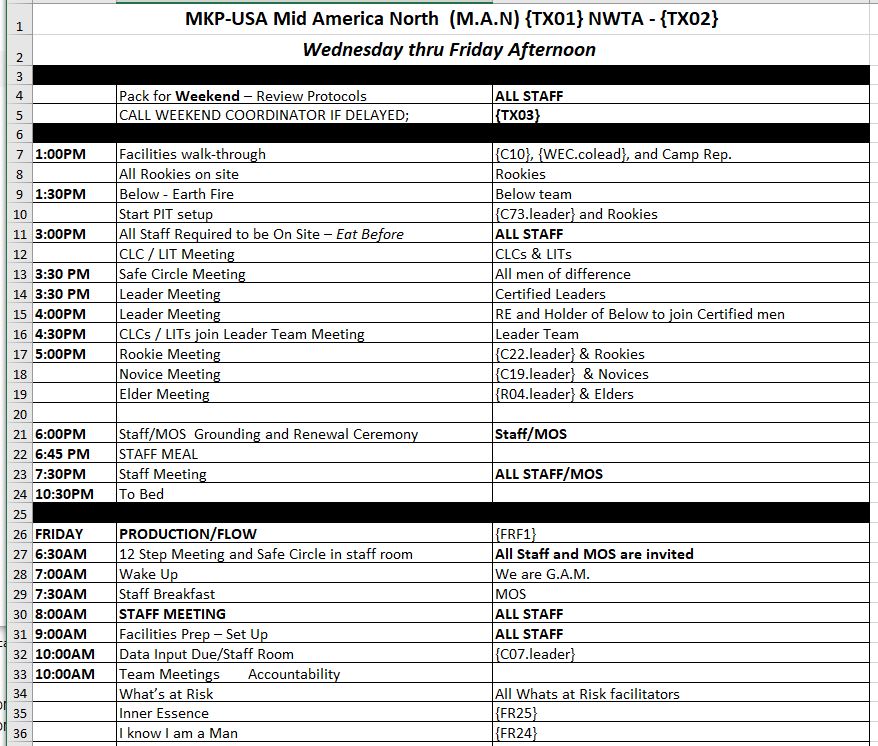 1 MKP-USA Mid America North (M.A.N) {TX01} NWTA - {TX02}
2 Wednesday thru Friday Afternoon
3
4 Pack for Weekend – Review Protocols ALL STAFF
5 CALL WEEKEND COORDINATOR IF DELAYED; {TX03}
6
7 1:00PM Facilities walk-through {C10}, {WEC.colead}, and Camp Rep.
8 All Rookies on site Rookies
9 1:30PM Below - Earth Fire Below team
10 Start PIT setup {C73.leader} and Rookies
11 3:00PM All Staff Required to be On Site – Eat Before ALL STAFF
12 CLC / LIT Meeting CLCs & LITs
13 3:30 PM Safe Circle Meeting All men of difference
14 3:30 PM Leader Meeting Certified Leaders
15 4:00PM Leader Meeting RE and Holder of Below to join Certified men
16 4:30PM CLCs / LITs join Leader Team Meeting Leader Team
17 5:00PM Rookie Meeting {C22.leader} & Rookies
18 Novice Meeting {C19.leader} & Novices
19 Elder Meeting {R04.leader} & Elders
20
21 6:00PM Staff/MOS Grounding and Renewal Ceremony Staff/MOS
22 6:45 PM STAFF MEAL
23 7:30PM Staff Meeting ALL STAFF/MOS
24 10:30PM To Bed
25
26 FRIDAY PRODUCTION/FLOW {FRF1}
27 6:30AM 12 Step Meeting and Safe Circle in staff room All Staff and MOS are invited
28 7:00AM Wake Up We are G.A.M.
29 7:30AM Staff Breakfast MOS
30 8:00AM STAFF MEETING ALL STAFF
31 9:00AM Facilities Prep – Set Up ALL STAFF
32 10:00AM Data Input Due/Staff Room {C07.leader}
33 10:00AM Team Meetings Accountability
34 What's at Risk All Whats at Risk facilitators
35 Inner Essence {FR25}
36 I know I am a Man {FR24}